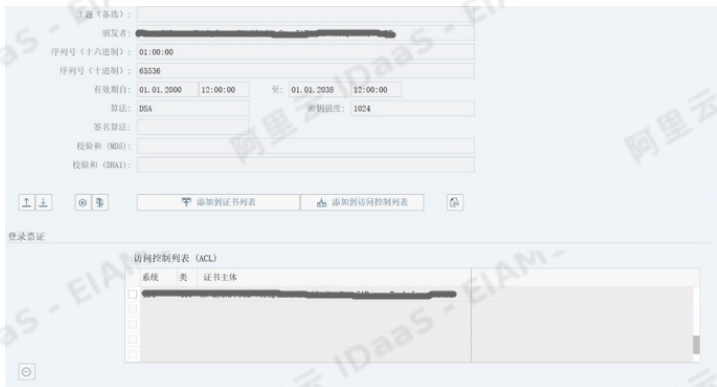 主题（备选）：
颁发者：
序列号（十六进制）： 01:00:00
序列号（十进制）： 65536
有效期自： 01.01.2000 12:00:00 至： 01.01.2038 12:00:00
算法： DSA 密钥强度： 1024
签名算法：
校验和 (MD5)：
校验和 (SHA1)：
添加到证书列表 添加到访问控制列表
登录票证
访问控制列表 (ACL)
系统 类 证书主体
阿里云 IDaaS - EIAM